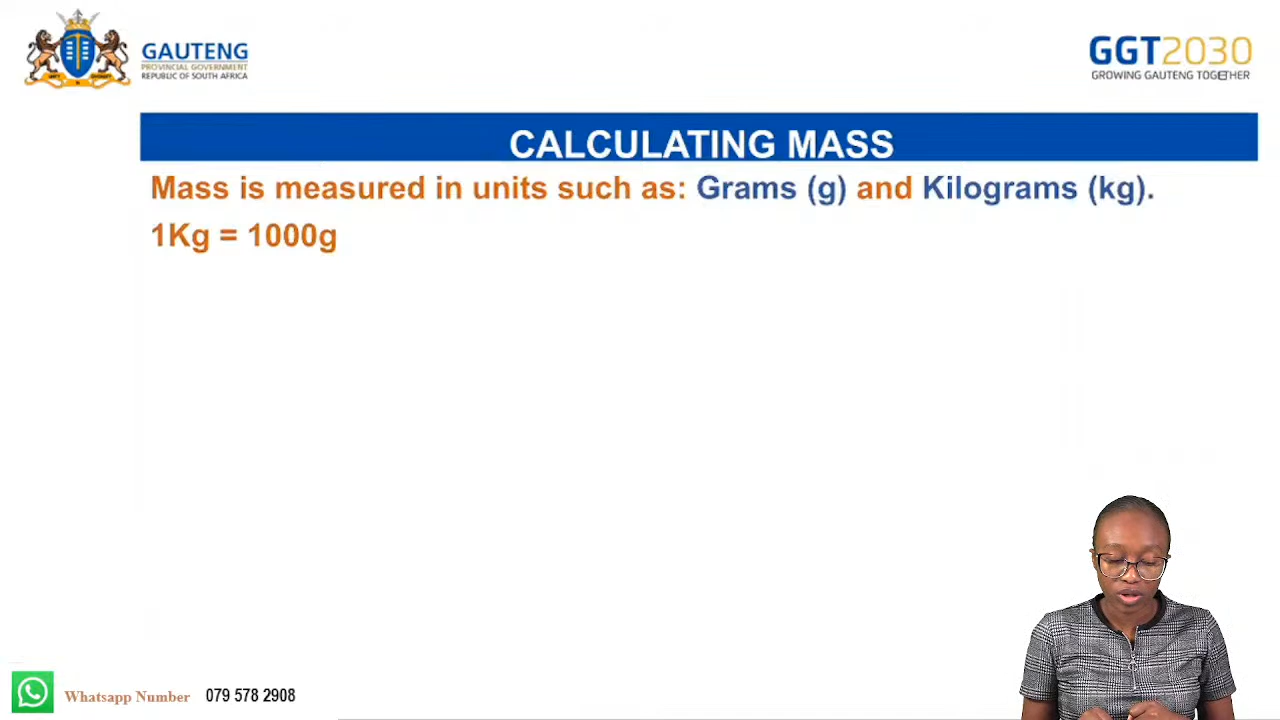 GAUTENG
PROVINCIAL GOVERNMENT
REPUBLIC OF SOUTH AFRICA
GGT2030
GROWING GAUTENG TOGETHER
CALCULATING MASS
Mass is measured in units such as: Grams (g) and Kilograms (kg).
1Kg = 1000g
Whatsapp Number 079 578 2908